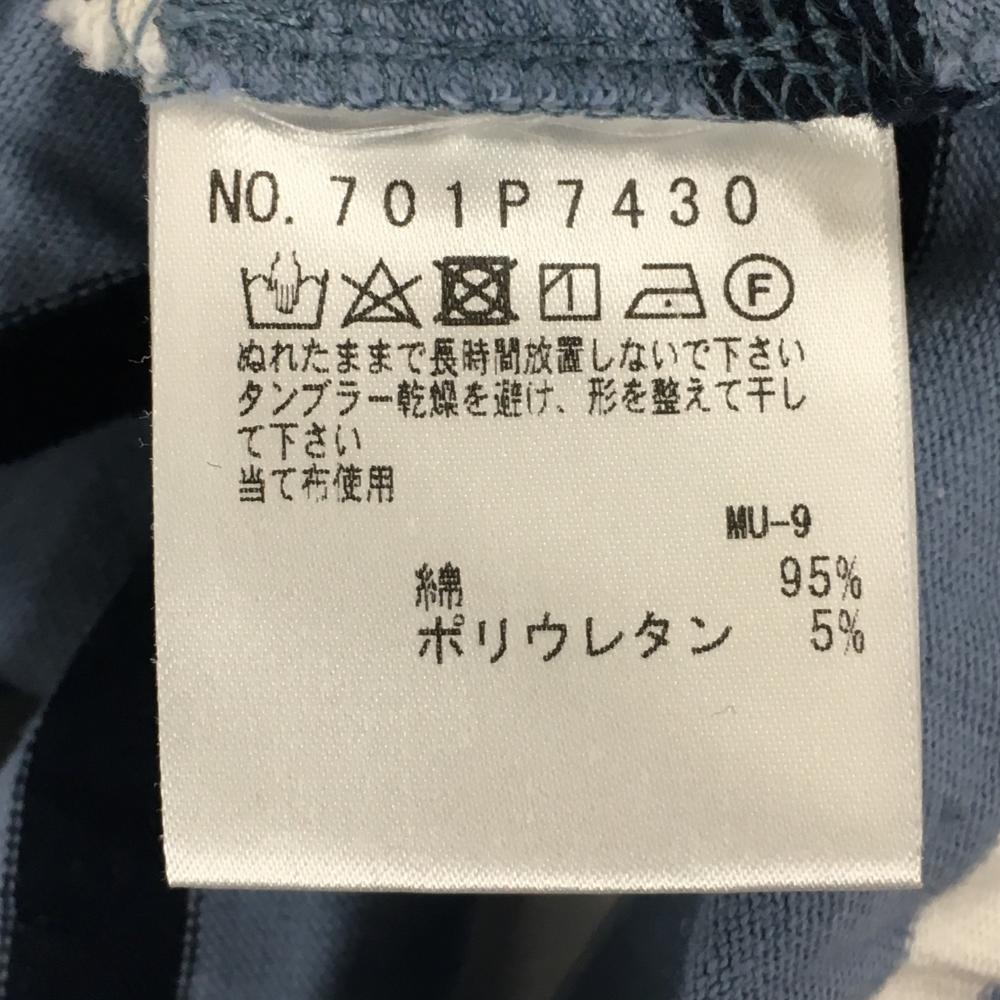 NO. 701P7430
F
ぬれたままで長時間放置しないで下さい
タンブラー乾燥を避け、形を整えて干し
て下さい
当て布使用
MU-9
綿 95%
ポリウレタン 5%